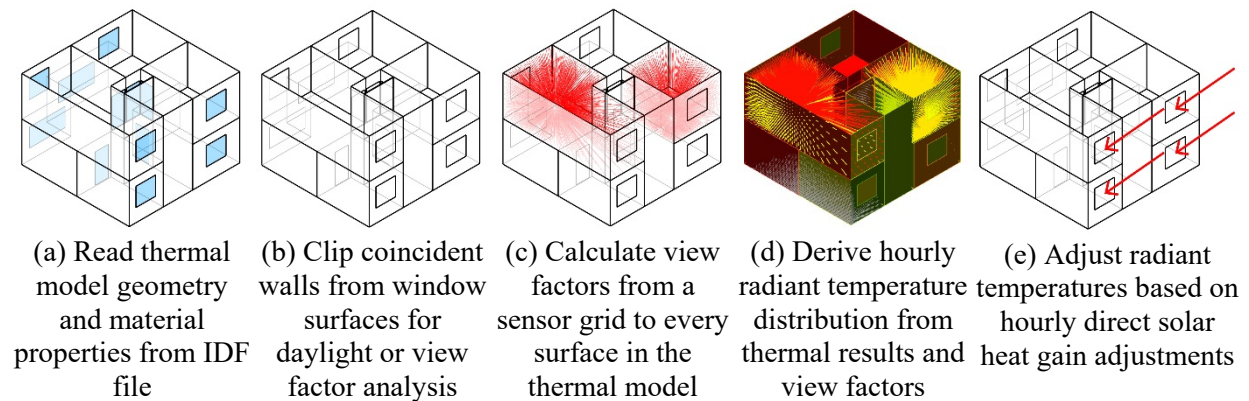 (a) Read thermal
model geometry
and material
properties from IDF
file
(b) Clip coincident
walls from window
surfaces for
daylight or view
factor analysis
(c) Calculate view
factors from a
sensor grid to every
surface in the
thermal model
(d) Derive hourly
radiant temperature
distribution from
thermal results and
view factors
(e) Adjust radiant
temperatures based on
hourly direct solar
heat gain adjustments